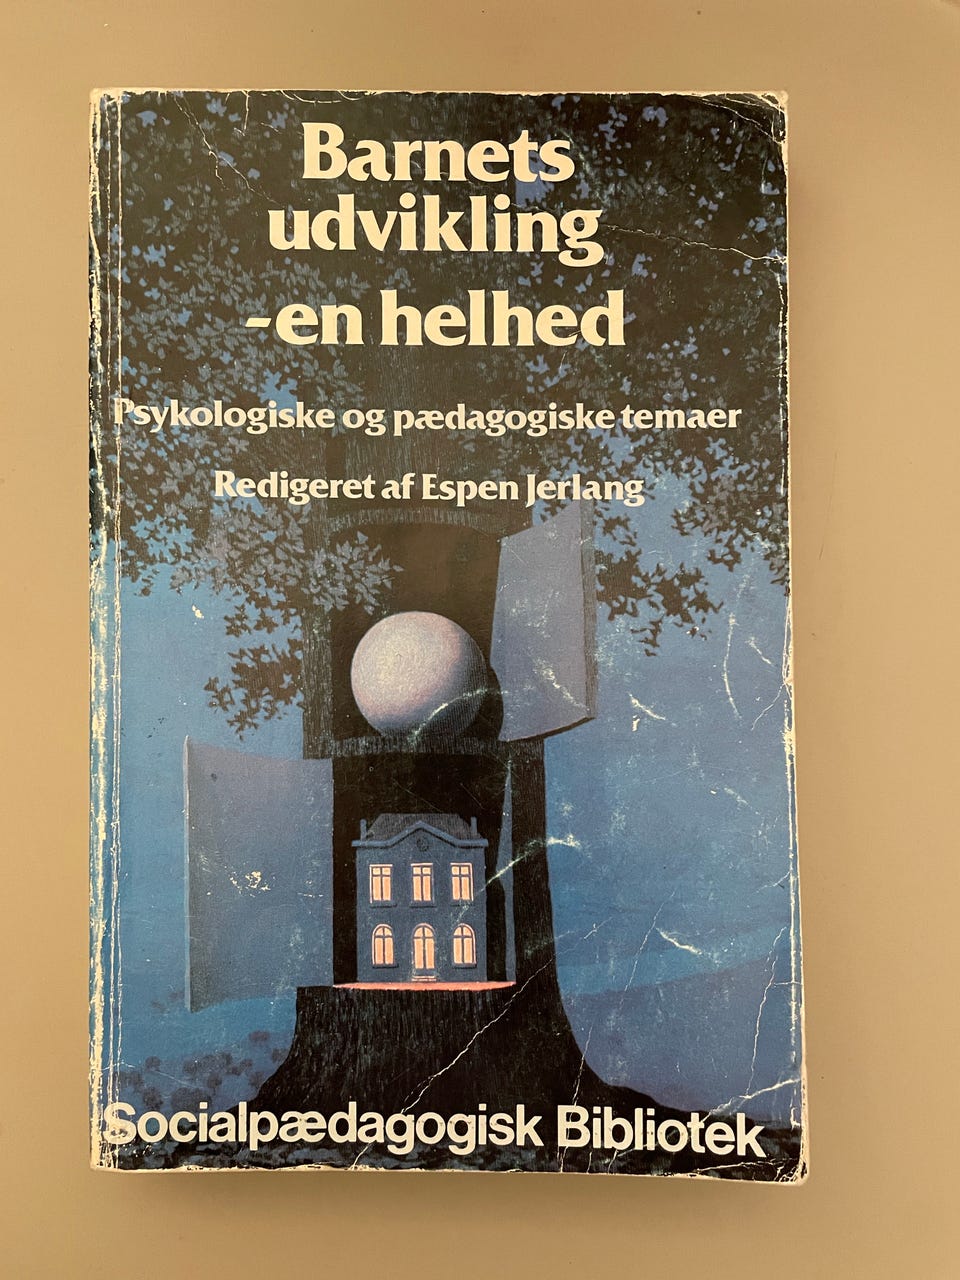 Barnets
udvikling
-en helhed
Psykologiske og pædagogiske temaer
Redigeret af Espen Jerlang
Socialpædagogisk Bibliotek